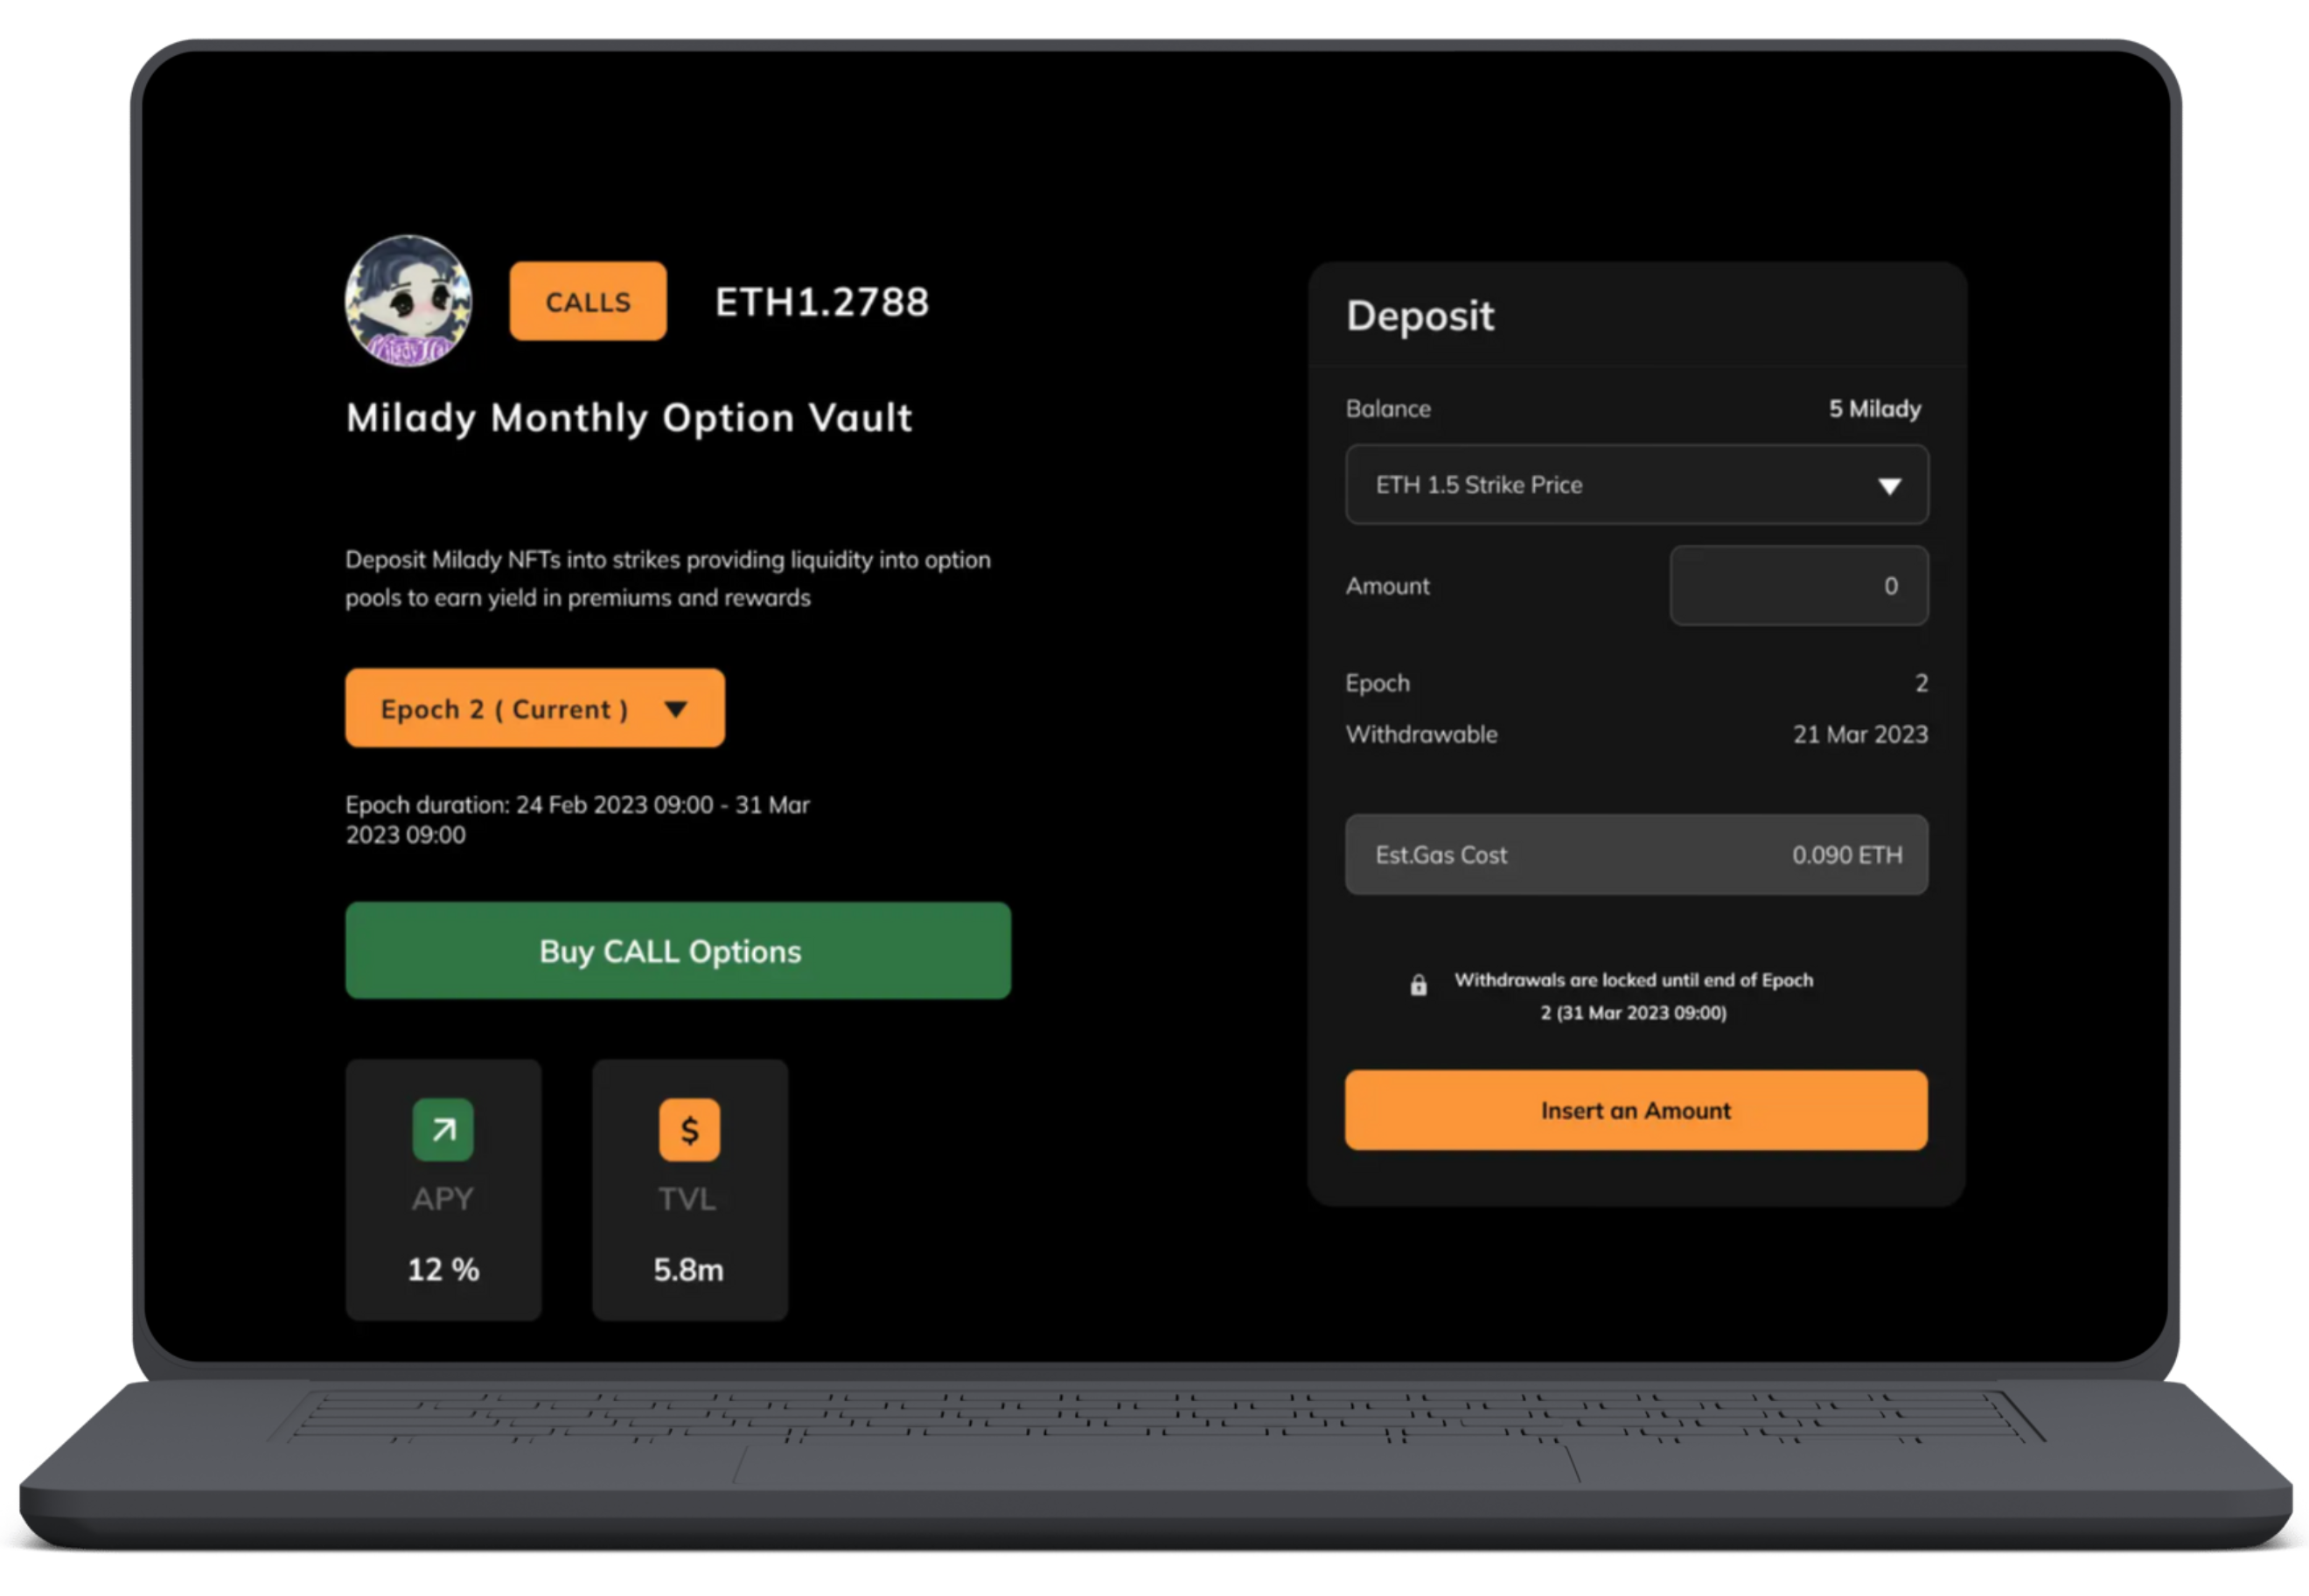 CALLS
ETH1.2788
Milady Monthly Option Vault
Deposit Milady NFTs into strikes providing liquidity into option
pools to earn yield in premiums and rewards
Epoch 2 ( Current )
Epoch duration: 24 Feb 2023 09:00 - 31 Mar
2023 09:00
Buy CALL Options
APY
12 %
$
TVL
5.8m
Deposit
Balance 5 Milady
ETH 1.5 Strike Price
Amount 0
Epoch 2
Withdrawable 21 Mar 2023
Est.Gas Cost 0.090 ETH
Withdrawals are locked until end of Epoch
2 (31 Mar 2023 09:00)
Insert an Amount